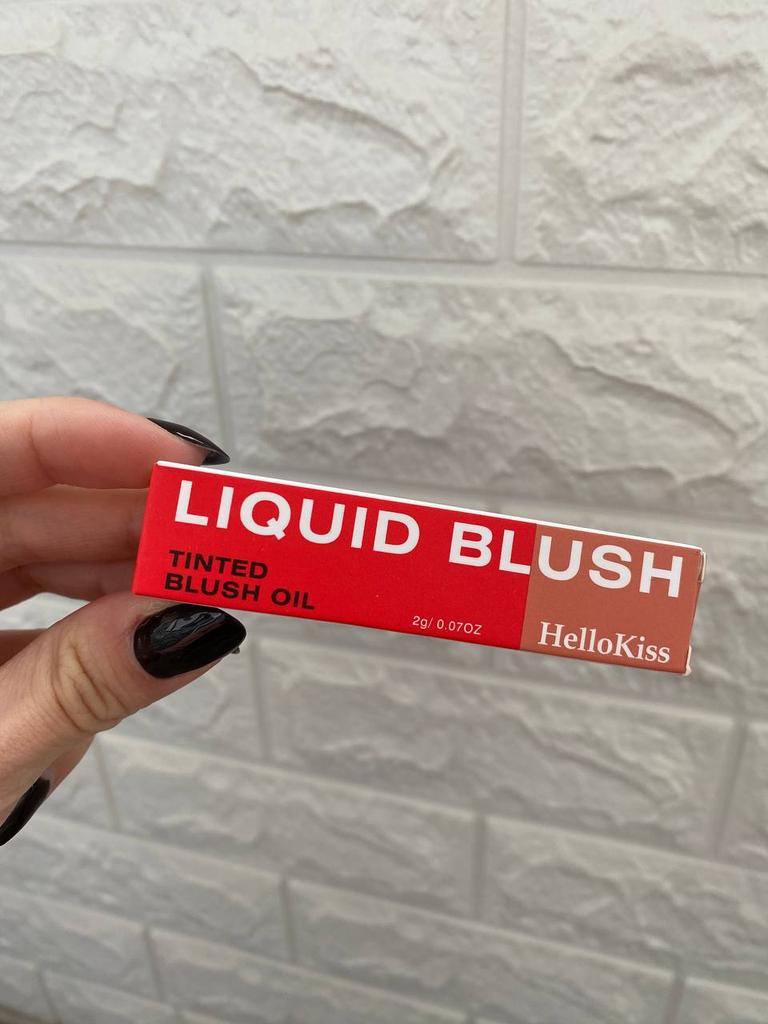 LIQUID BLUSH
TINTED
BLUSH OIL
2g/ 0.07OZ
HelloKiss